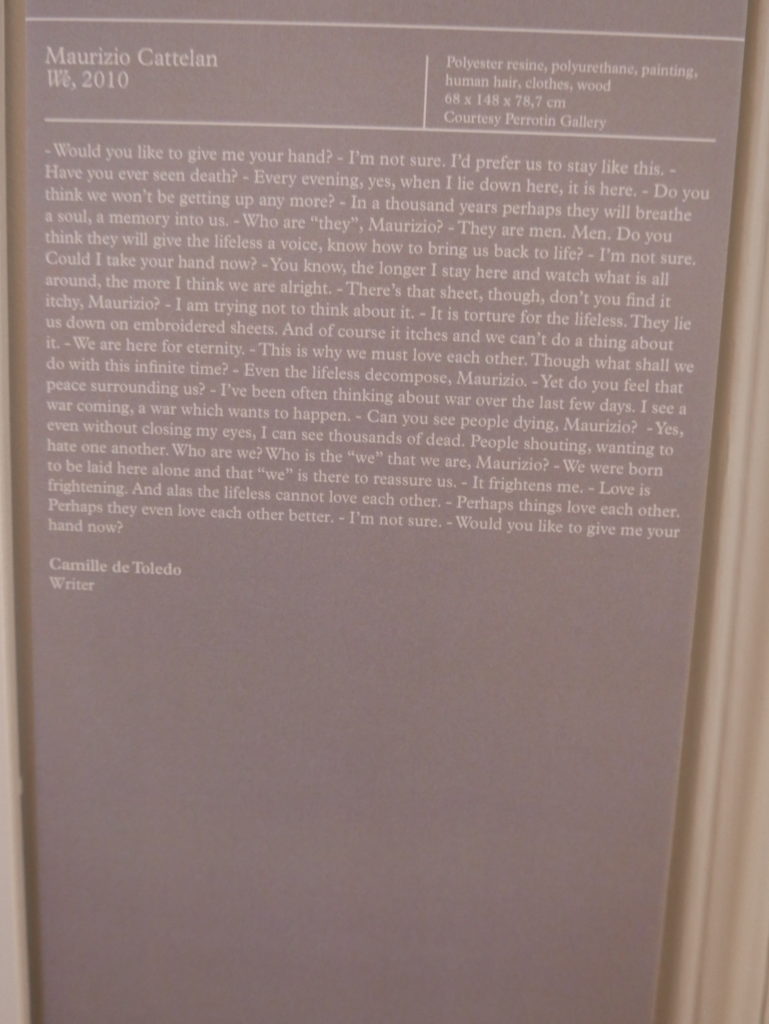 Maurizio Cattelan
We, 2010
Polyester resine, polyurethane, painting,
human hair, clothes, wood
68 x 148 x 78,7 cm
Courtesy Perrotin Gallery
- Would you like to give me your hand? - I'm not sure. I'd prefer us to stay like this. -
Have you ever seen death? - Every evening, yes, when I lie down here, it is here. - Do you
think we won't be getting up any more? - In a thousand years perhaps they will breathe
a soul, a memory into us. - Who are “they”, Maurizio? - They are men. Men. Do you
think they will give the lifeless a voice, know how to bring us back to life? - I'm not sure.
Could I take your hand now? - You know, the longer I stay here and watch what is all
around, the more I think we are alright. - There's that sheet, though, don't you find it
itchy, Maurizio? - I am trying not to think about it. - It is torture for the lifeless. They lie
us down on embroidered sheets. And of course it itches and we can't do a thing about
it. - We are here for eternity. - This is why we must love each other. Though what shall we
do with this infinite time? - Even the lifeless decompose, Maurizio. - Yet do you feel that
peace surrounding us? - I've been often thinking about war over the last few days. I see a
war coming, a war which wants to happen. - Can you see people dying, Maurizio? - Yes,
even without closing my eyes, I can see thousands of dead. People shouting, wanting to
hate one another. Who are we? Who is the “we” that we are, Maurizio? - We were born
to be laid here alone and that “we” is there to reassure us. - It frightens me. - Love is
frightening. And alas the lifeless cannot love each other. - Perhaps things love each other.
Perhaps they even love each other better. - I'm not sure. - Would you like to give me your
hand now?
Camille de Toledo
Writer